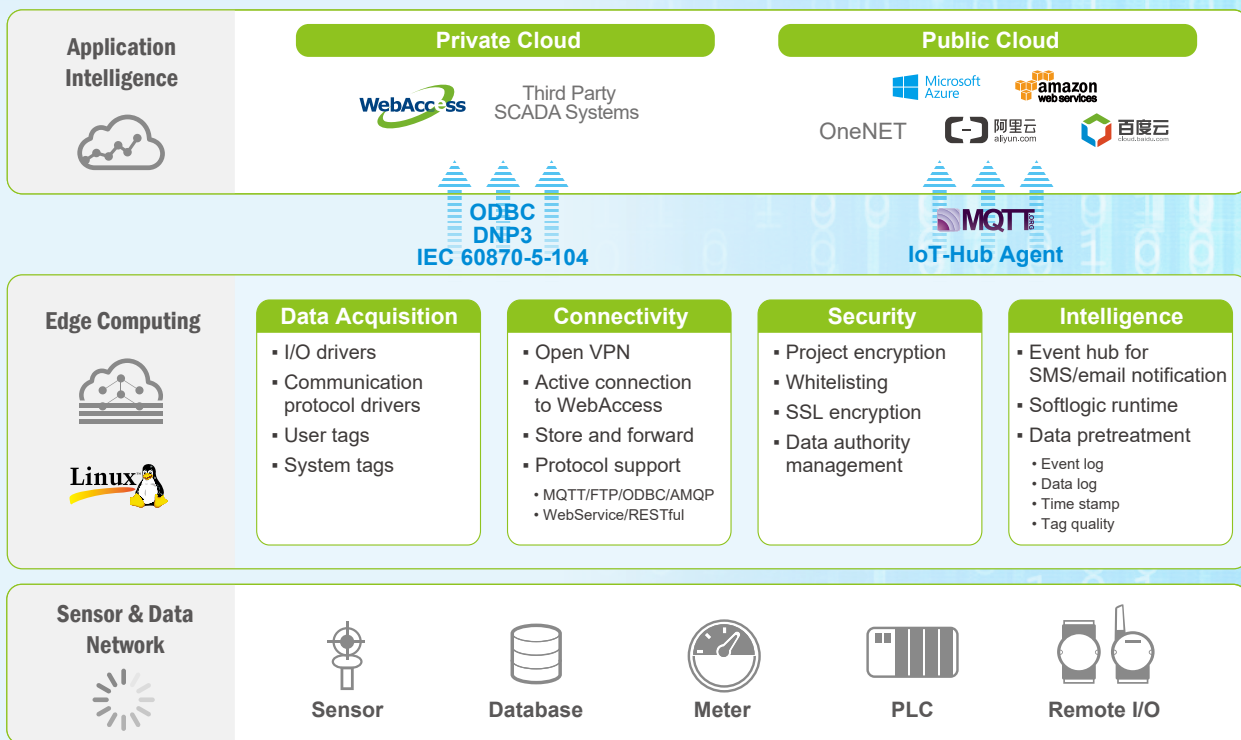 Application
Intelligence
Private Cloud
WebAccess
Third Party
SCADA Systems
Public Cloud
Microsoft
Azure
amazon
web services
OneNET
阿里云
aliyun.com
百度云
cloud.baidu.com
ODBC
DNP3
IEC 60870-5-104
MQTT.ORG
IoT-Hub Agent
Edge Computing
Linux
Data Acquisition
▪ I/O drivers
▪ Communication
protocol drivers
▪ User tags
▪ System tags
Connectivity
▪ Open VPN
▪ Active connection
to WebAccess
▪ Store and forward
▪ Protocol support
• MQTT/FTP/ODBC/AMQP
• WebService/RESTful
Security
▪ Project encryption
▪ Whitelisting
▪ SSL encryption
▪ Data authority
management
Intelligence
▪ Event hub for
SMS/email notification
▪ Softlogic runtime
▪ Data pretreatment
• Event log
• Data log
• Time stamp
• Tag quality
Sensor & Data
Network
Sensor
Database
Meter
PLC
Remote I/O